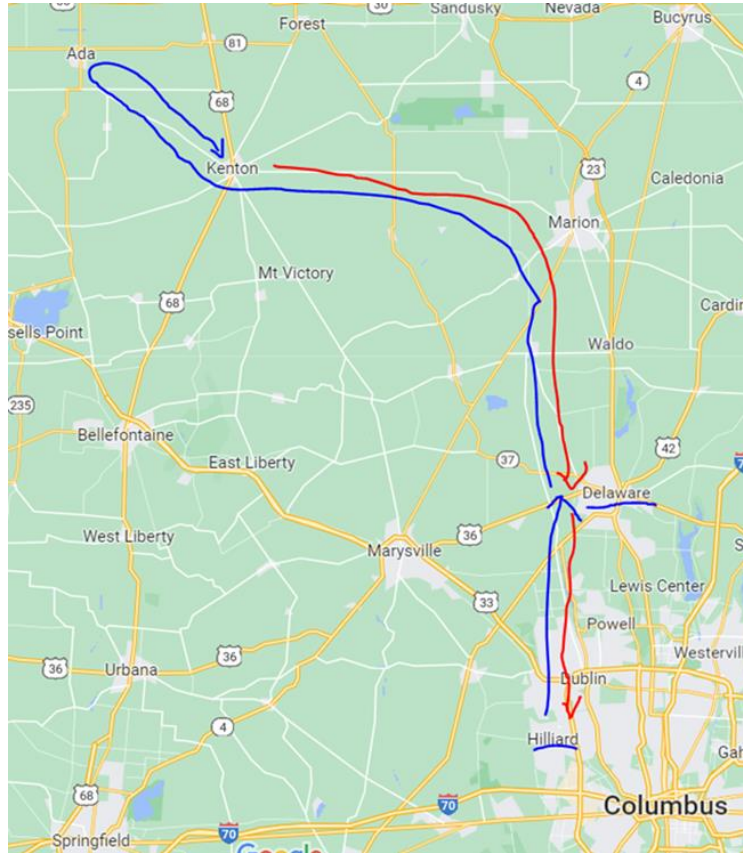 30
Sandusky
Nevada
Bucyrus
Forest
81
Ada
4
68
Kenton
23
Caledonia
Marion
Mt Victory
68
sells Point
Cardin
Waldo
235
Bellefontaine
42
East Liberty
37
Delaware
West Liberty
36
Marysville
33
Lewis Center
Powell
36
36
Urbana
Westervill
Dublin
4
Hilliard
Gah
68
70
Columbus
70
Springfield
Google